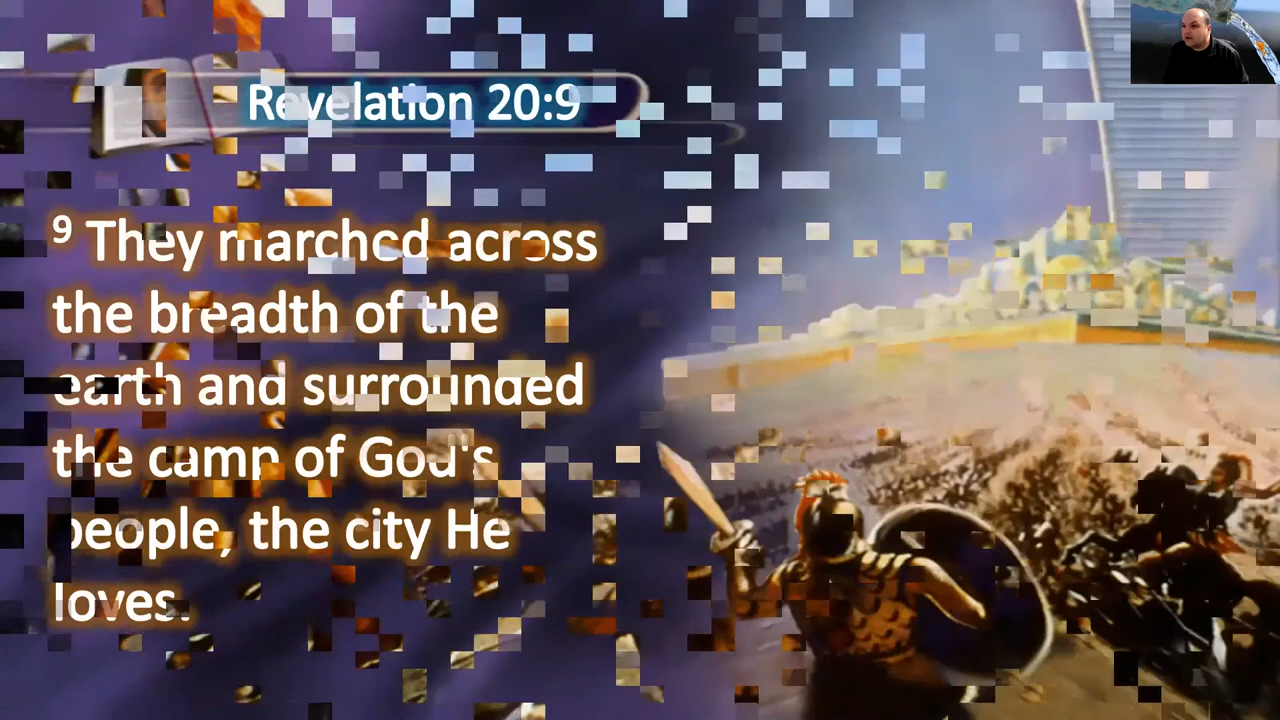 Revelation 20:9
9 They marched across
the breadth of the
earth and surrounded
the camp of God's
people, the city He
loves.